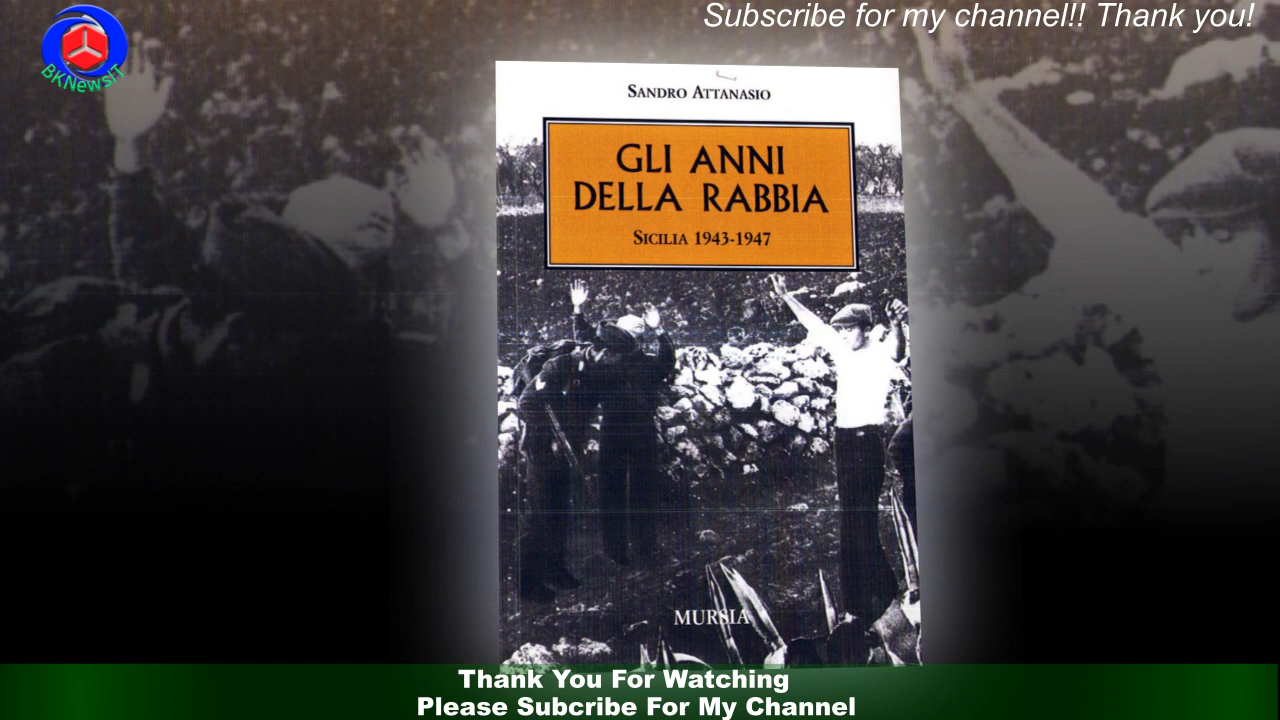 Subscribe for my channel!! Thank you!
BKNewsIT
SANDRO ATTANASIO
GLI ANNI
DELLA RABBIA
SICILIA 1943-1947
MURSIA
Thank You For Watching
Please Subcribe For My Channel